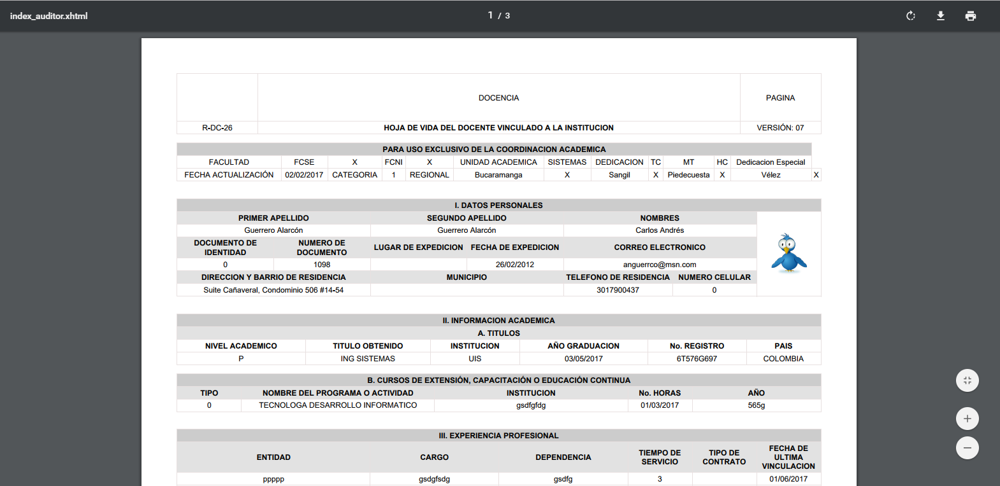 index_auditor.xhtml
1 / 3
DOCENCIA PAGINA
R-DC-26 HOJA DE VIDA DEL DOCENTE VINCULADO A LA INSTITUCION VERSIÓN: 07
PARA USO EXCLUSIVO DE LA COORDINACION ACADEMICA
FACULTAD FCSE X FCNI X UNIDAD ACADEMICA SISTEMAS DEDICACION TC MT HC Dedicacion Especial
FECHA ACTUALIZACIÓN 02/02/2017 CATEGORIA 1 REGIONAL Bucaramanga X Sangil X Piedecuesta X Vélez X
I. DATOS PERSONALES
PRIMER APELLIDO SEGUNDO APELLIDO NOMBRES
Guerrero Alarcón Guerrero Alarcón Carlos Andrés
DOCUMENTO DE IDENTIDAD NUMERO DE DOCUMENTO LUGAR DE EXPEDICION FECHA DE EXPEDICION CORREO ELECTRONICO
0 1098 26/02/2012 anguerrco@msn.com
DIRECCION Y BARRIO DE RESIDENCIA MUNICIPIO TELEFONO DE RESIDENCIA NUMERO CELULAR
Suite Cañaveral, Condominio 506 #14-54 3017900437 0
II. INFORMACION ACADEMICA
A. TITULOS
NIVEL ACADEMICO TITULO OBTENIDO INSTITUCION AÑO GRADUACION No. REGISTRO PAIS
P ING SISTEMAS UIS 03/05/2017 6T576G697 COLOMBIA
B. CURSOS DE EXTENSIÓN, CAPACITACIÓN O EDUCACIÓN CONTINUA
TIPO NOMBRE DEL PROGRAMA O ACTIVIDAD INSTITUCION No. HORAS AÑO
0 TECNOLOGA DESARROLLO INFORMATICO gsdfgfdg 01/03/2017 565g
III. EXPERIENCIA PROFESIONAL
ENTIDAD CARGO DEPENDENCIA TIEMPO DE SERVICIO TIPO DE CONTRATO FECHA DE ULTIMA VINCULACION
ppppp gsdgfsdg gsdfg 3 01/06/2017